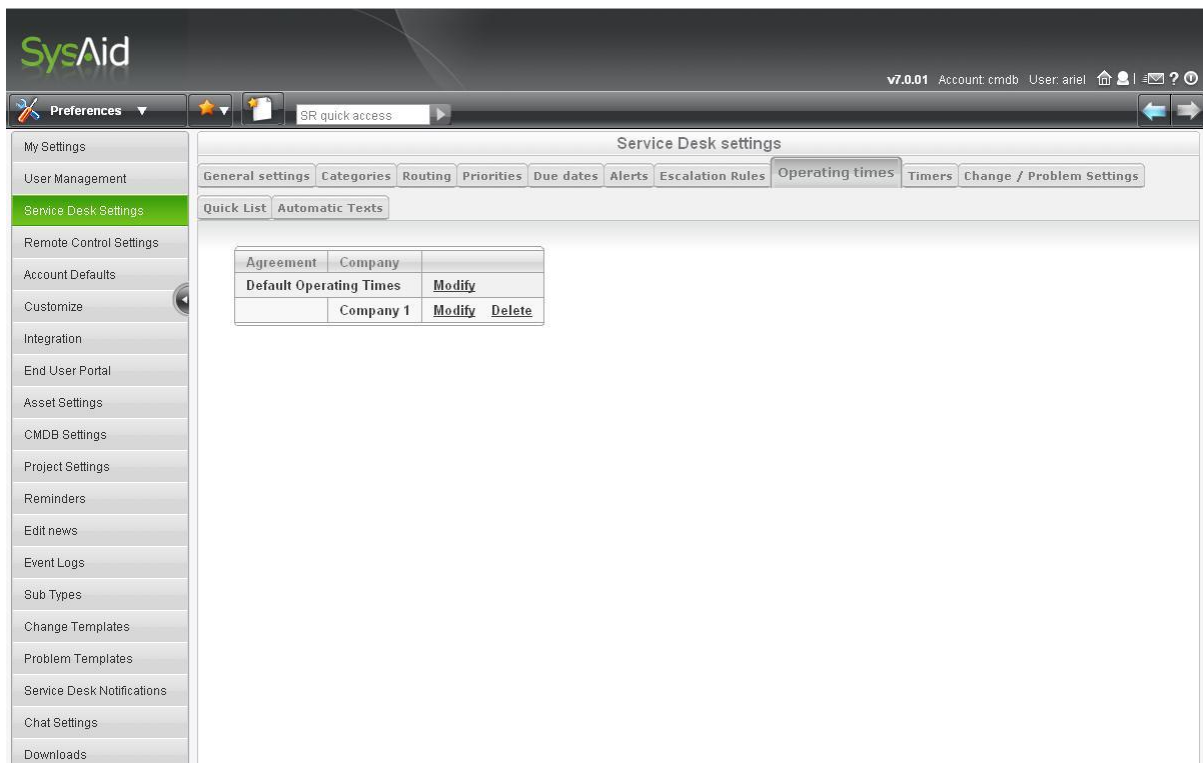 SysAid
v7.0.01 Account: cmdb User: ariel
Preferences
SR quick access
My Settings
User Management
Service Desk Settings
Remote Control Settings
Account Defaults
Customize
Integration
End User Portal
Asset Settings
CMDB Settings
Project Settings
Reminders
Edit news
Event Logs
Sub Types
Change Templates
Problem Templates
Service Desk Notifications
Chat Settings
Downloads
Service Desk settings
General settings Categories Routing Priorities Due dates Alerts Escalation Rules Operating times Timers Change / Problem Settings
Quick List Automatic Texts
Agreement Company
Default Operating Times Modify
Company 1 Modify Delete